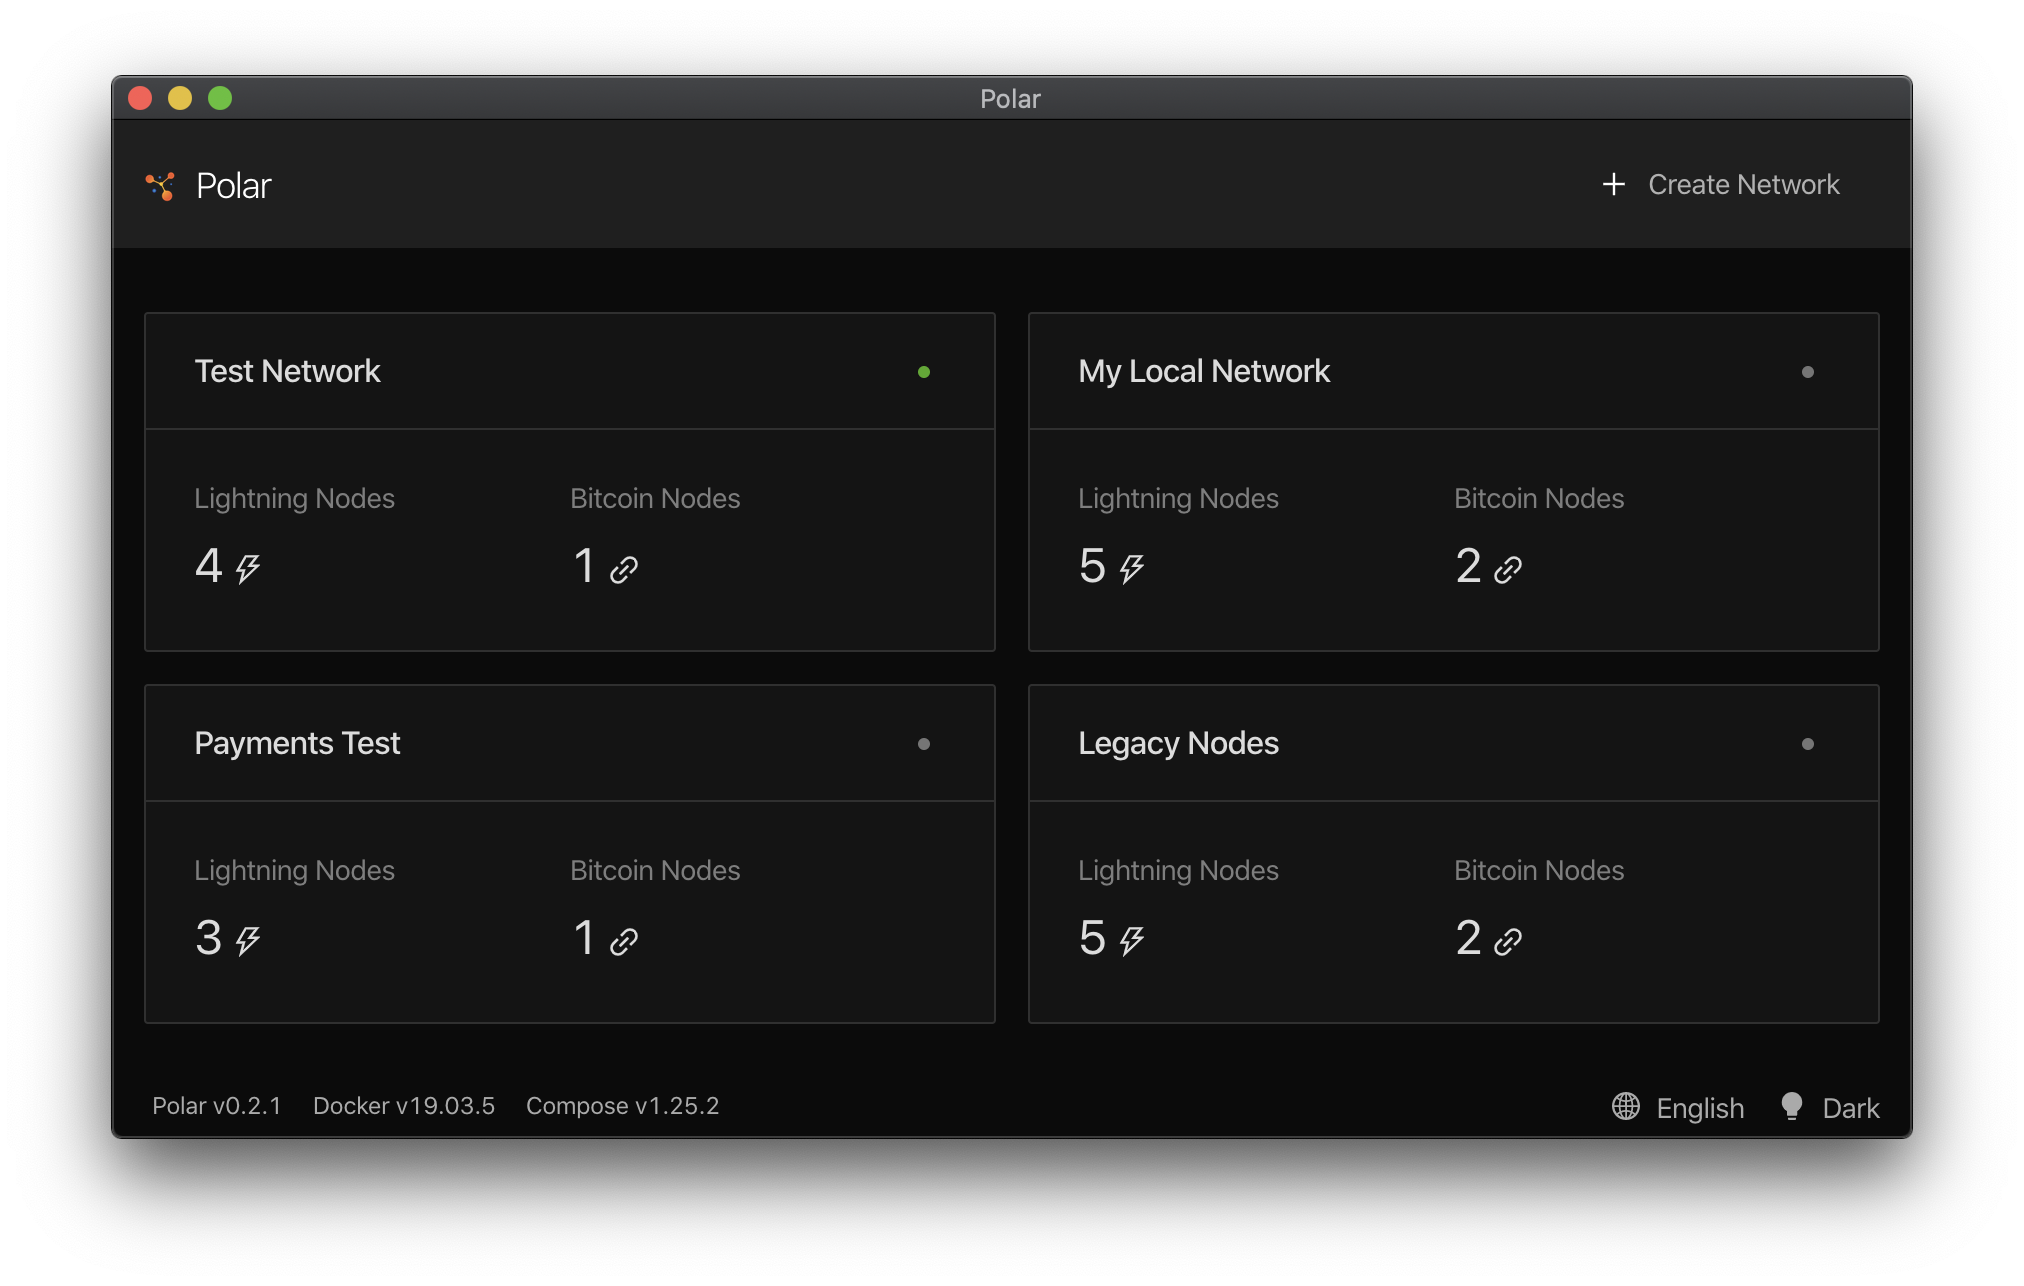 Polar
Polar
Create Network
Test Network
My Local Network
Lightning Nodes
Bitcoin Nodes
Lightning Nodes
Bitcoin Nodes
4
1
5
2
Payments Test
Legacy Nodes
Lightning Nodes
Bitcoin Nodes
Lightning Nodes
Bitcoin Nodes
3
1
5
2
Polar v0.2.1
Docker v19.03.5
Compose v1.25.2
English
Dark